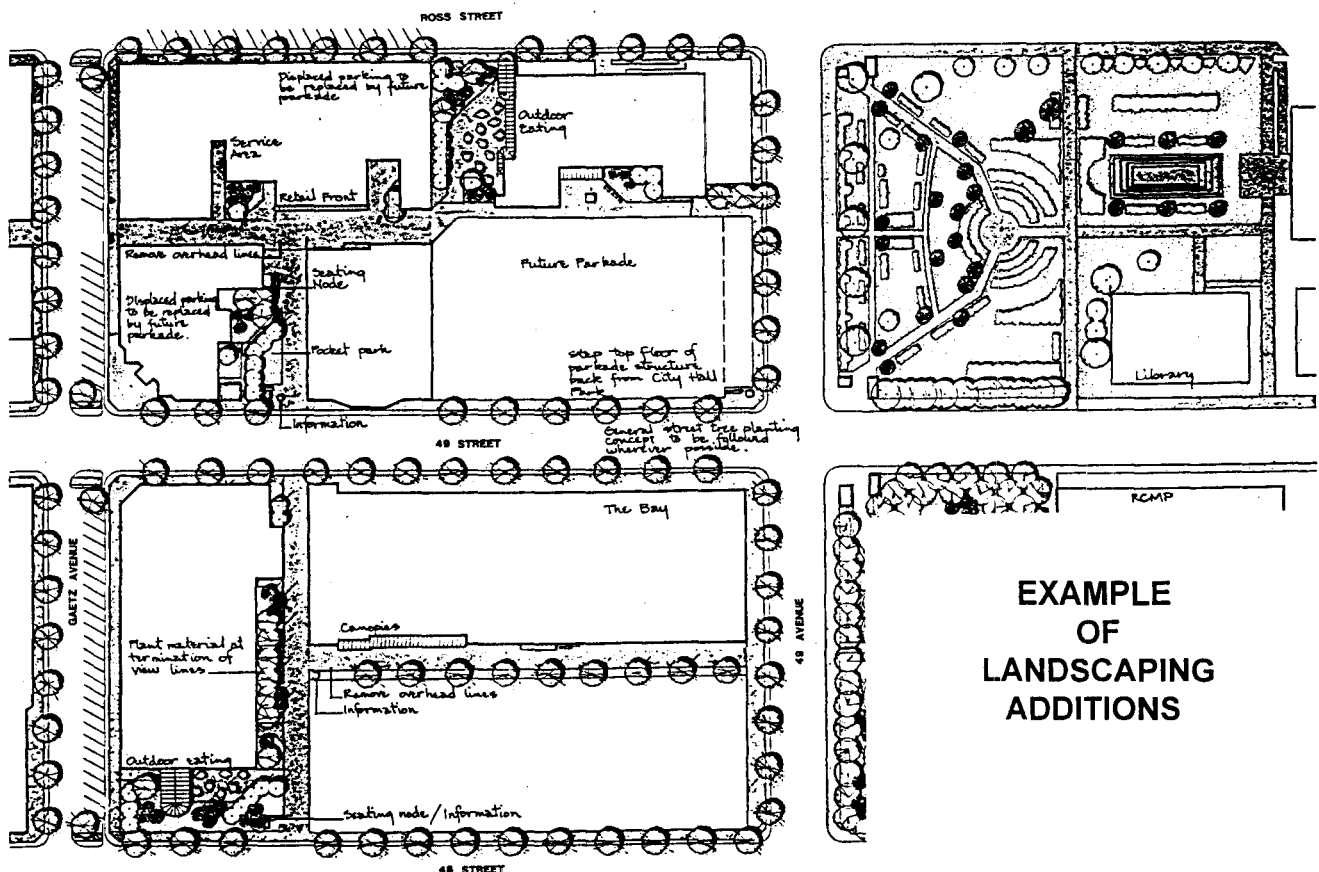 ROSS STREET
Displaced parking to
be replaced by future
parkade
Outdoor
Eating
Service
Area
Retail Front
Remove overhead lines
Seating
Node
Future Parkade
Displaced parking
to be replaced
by future
parkade.
Pocket park
Step top floor of
parkade structure
back from City Hall
Park
Information
Library
49 STREET
General street tree planting
concept to be followed
wherever possible.
The Bay
RCMP
GAETZ AVENUE
49 AVENUE
Canopies
Plant material at
termination of
view lines
Remove overhead lines
Information
Outdoor Eating
Seating node / Information
48 STREET
EXAMPLE
OF
LANDSCAPING
ADDITIONS